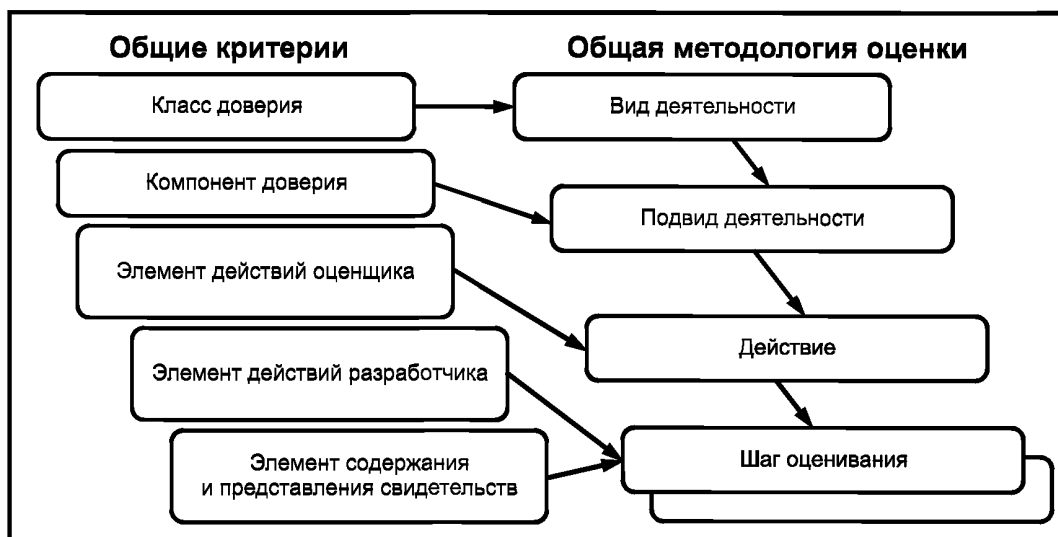 Общие критерии
Общая методология оценки
Класс доверия
Вид деятельности
Компонент доверия
Подвид деятельности
Элемент действий оценщика
Действие
Элемент действий разработчика
Шаг оценивания
Элемент содержания
и представления свидетельств